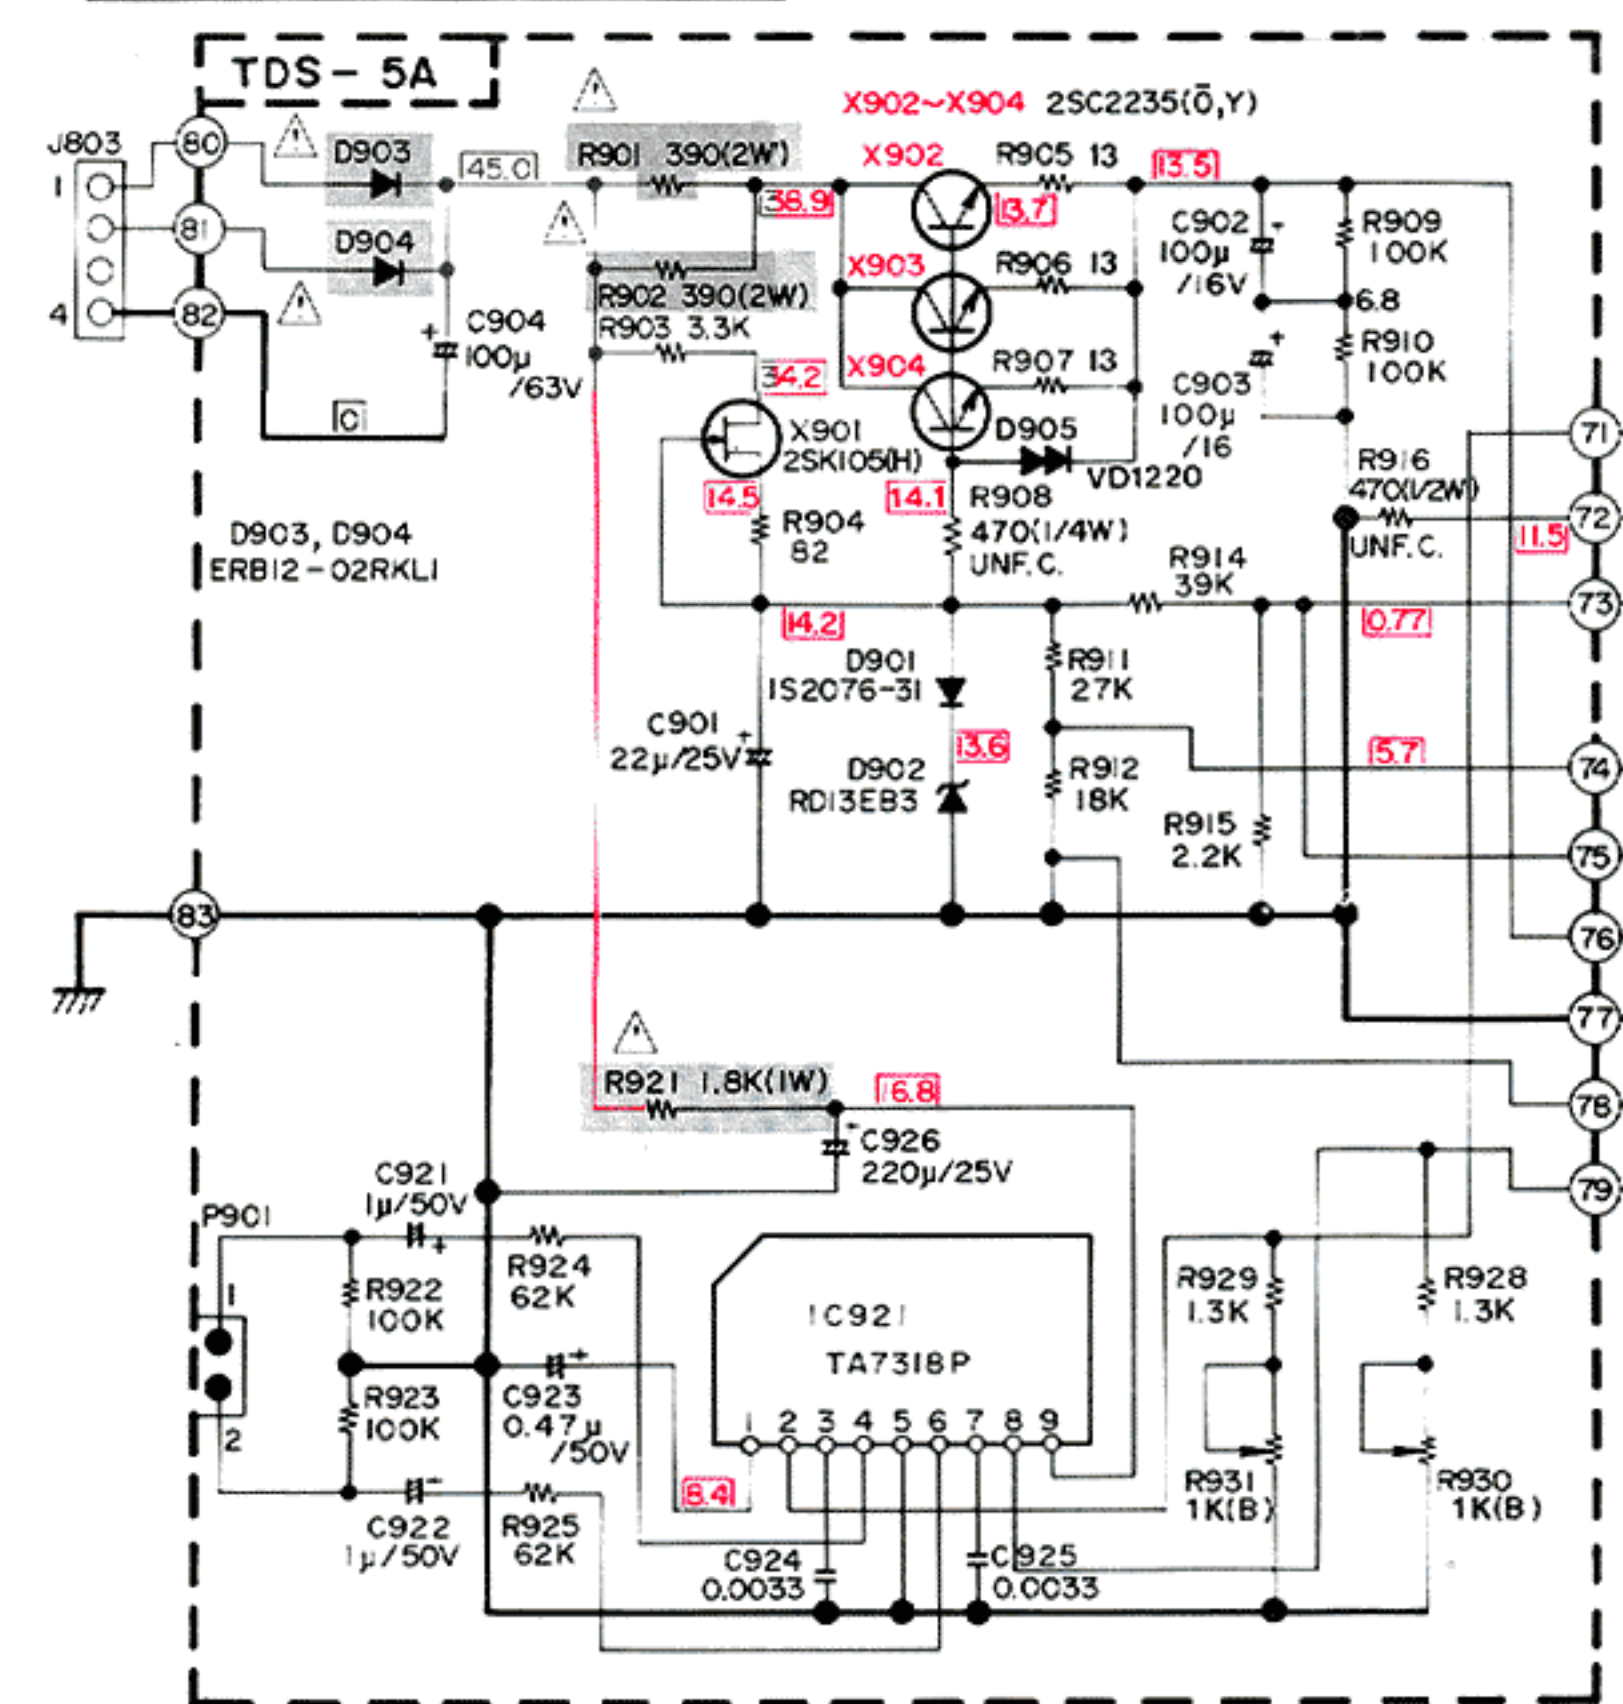 TDS - 5A
X902~X904 2SC2235(Ō,Y)
J803
80
D903
45.0
R901 390(2W)
X902
R905 13
13.5
1
38.9
13.7
C902
100µ
/16V
R909
100K
81
D904
R902 390(2W)
X903
R906 13
6.8
4
82
C904
100µ
/63V
R903 3.3K
34.2
X904
R907 13
C903
100µ
/16
R910
100K
X901
2SK105(H)
D905
VD1220
71
14.5
14.1
R908
470(1/4W)
UNF.C.
R916
470(1/2W)
UNF.C.
72
11.5
D903, D904
ERB12-02RKL1
R904
82
R914
39K
14.2
0.77
73
D901
1S2076-31
R911
27K
C901
22µ/25V
13.6
5.7
74
D902
RD13EB3
R912
18K
R915
2.2K
75
83
76
77
R921 1.8K(1W)
16.8
78
C926
220µ/25V
C921
1µ/50V
79
P901
1
R924
62K
R922
100K
IC921
TA7318P
R929
1.3K
R928
1.3K
R923
100K
C923
0.47µ
/50V
1 2 3 4 5 6 7 8 9
2
8.4
R931
1K(B)
R930
1K(B)
C922
1µ/50V
R925
62K
C924
0.0033
C925
0.0033